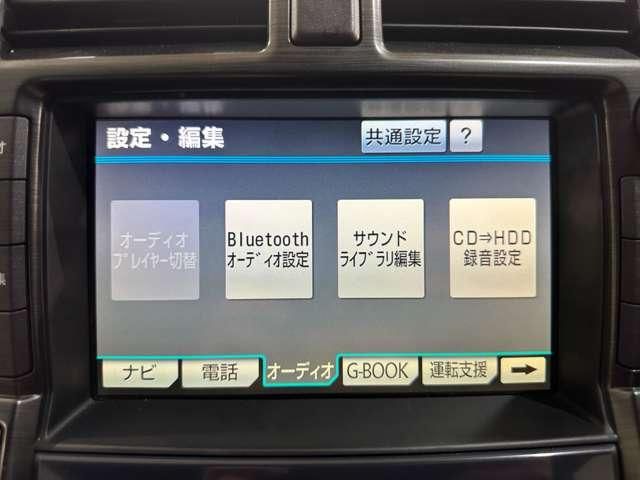 設定・編集
共通設定
?
オーディオ
プレイヤー切替
Bluetooth
オーディオ設定
サウンド
ライブラリ編集
CD⇒HDD
録音設定
ナビ
電話
オーディオ
G-BOOK
運転支援
→
オ
集